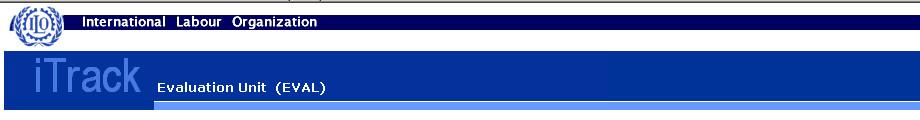 ILO
International Labour Organization
iTrack
Evaluation Unit (EVAL)